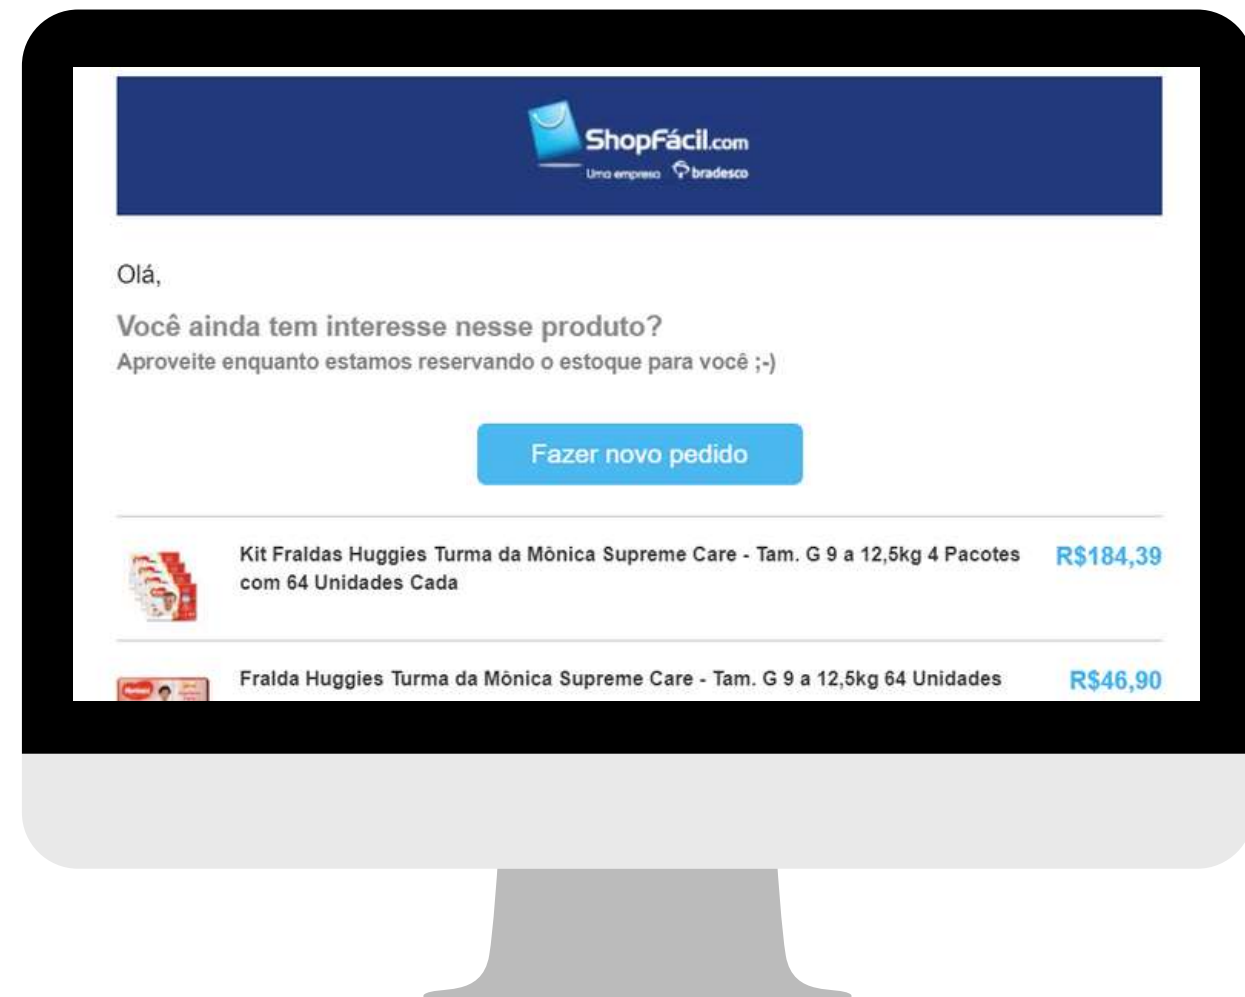 ShopFácil.com
Uma empresa bradesco
Olá,
Você ainda tem interesse nesse produto?
Aproveite enquanto estamos reservando o estoque para você ;-)
Fazer novo pedido
Kit Fraldas Huggies Turma da Mônica Supreme Care - Tam. G 9 a 12,5kg 4 Pacotes R$184,39
com 64 Unidades Cada
Fralda Huggies Turma da Mônica Supreme Care - Tam. G 9 a 12,5kg 64 Unidades R$46,90